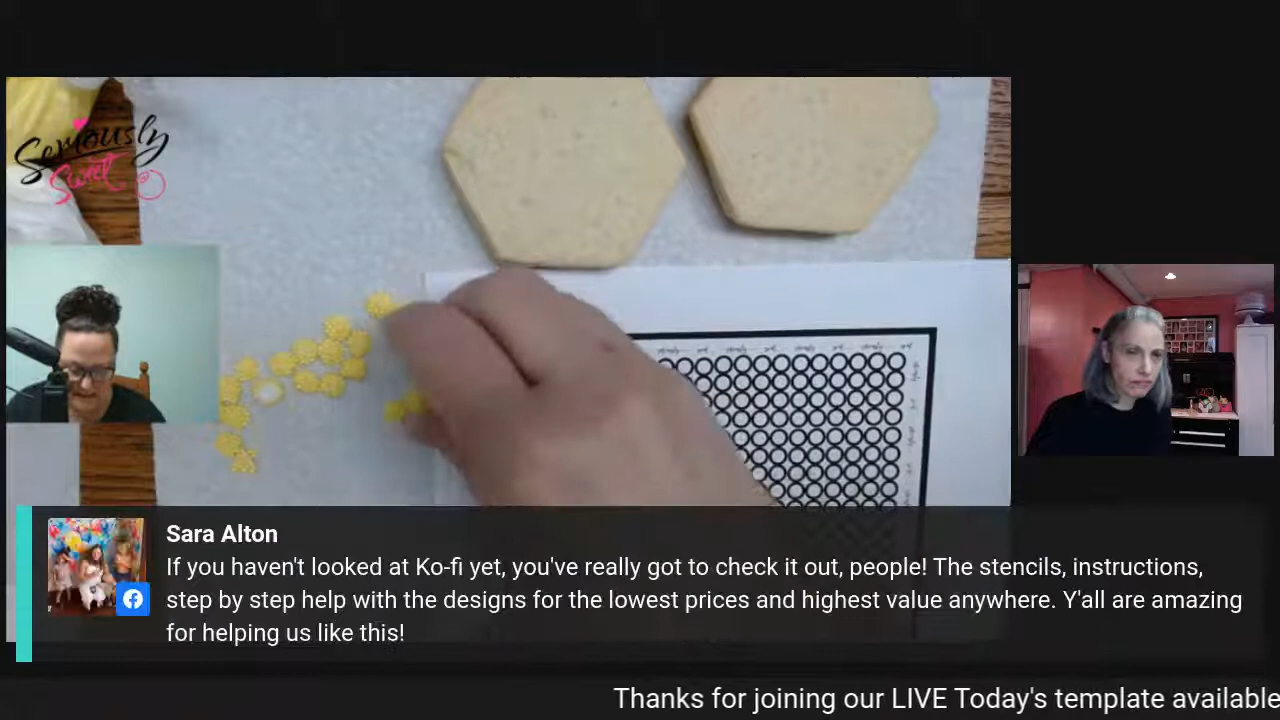 Seriously
Sweet
Sara Alton
If you haven't looked at Ko-fi yet, you've really got to check it out, people! The stencils, instructions,
step by step help with the designs for the lowest prices and highest value anywhere. Y'all are amazing
for helping us like this!
Thanks for joining our LIVE Today's template available